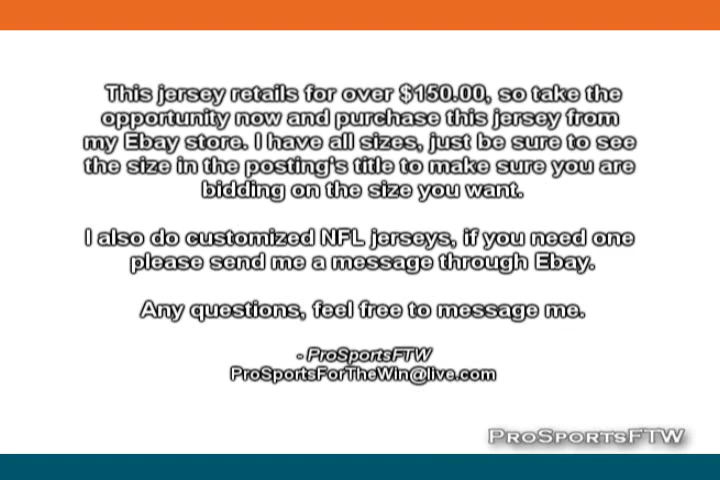 This jersey retails for over $150.00, so take the
opportunity now and purchase this jersey from
my Ebay store. I have all sizes, just be sure to see
the size in the posting's title to make sure you are
bidding on the size you want.
I also do customized NFL jerseys, if you need one
please send me a message through Ebay.
Any questions, feel free to message me.
- ProSportsFTW
ProSportsForTheWin@live.com
ProSportsFTW